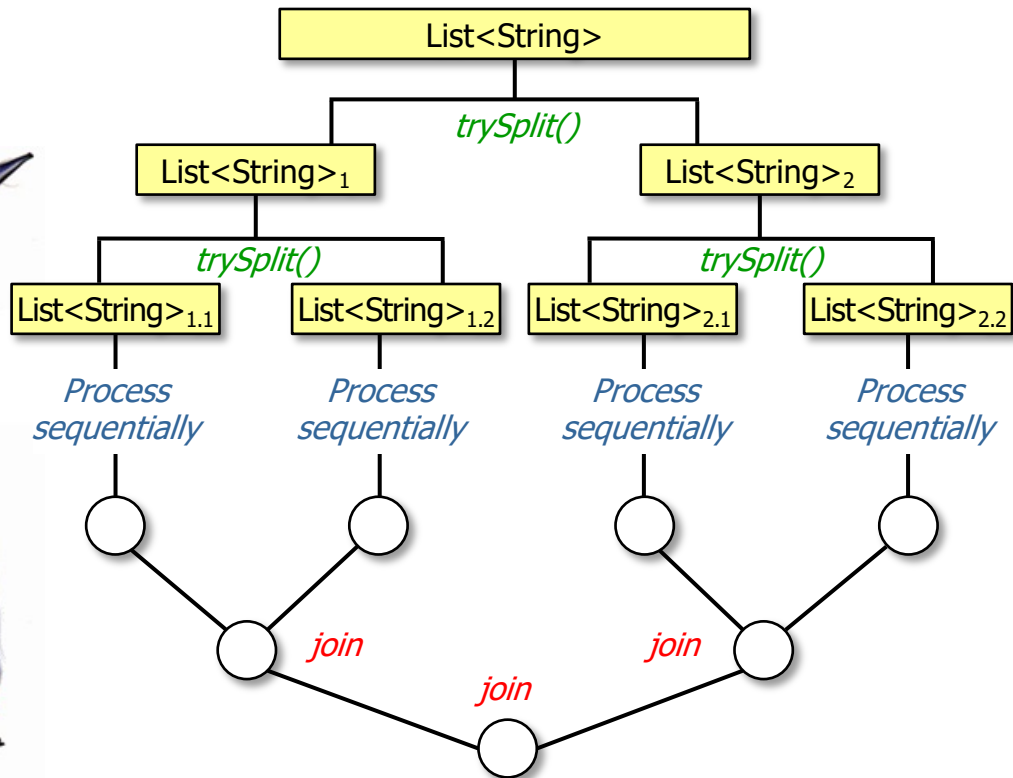 List<String>
trySplit()
List<String>1
List<String>2
trySplit()
trySplit()
List<String>1.1
List<String>1.2
List<String>2.1
List<String>2.2
Process
sequentially
Process
sequentially
Process
sequentially
Process
sequentially
join
join
join